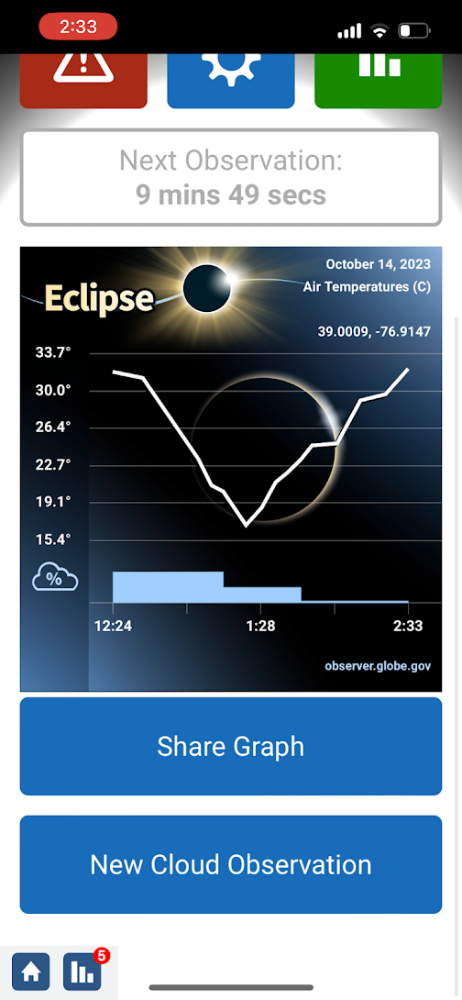 2:33
Next Observation:
9 mins 49 secs
October 14, 2023
Eclipse
Air Temperatures (C)
39.0009, -76.9147
33.7°
30.0°
26.4°
22.7°
19.1°
15.4°
%
12:24 1:28 2:33
observer.globe.gov
Share Graph
New Cloud Observation
5